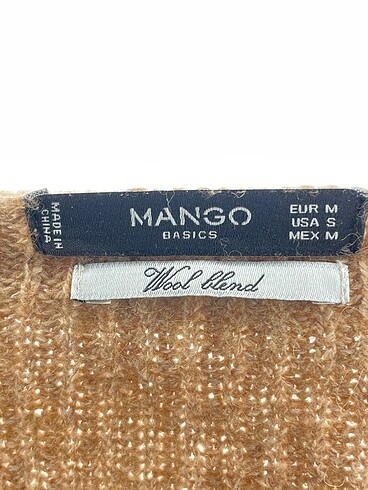 MADE IN
CHINA
MANGO
BASICS
EUR M
USA S
MEX M
Wool blend